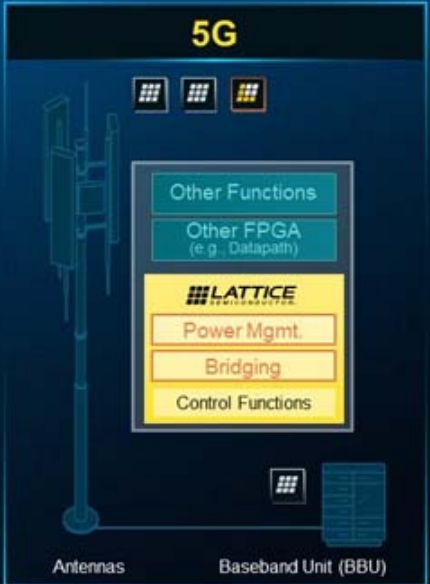 5G
Other Functions
Other FPGA
(e.g., Datapath)
LATTICE
SEMICONDUCTOR
Power Mgmt.
Bridging
Control Functions
Antennas
Baseband Unit (BBU)